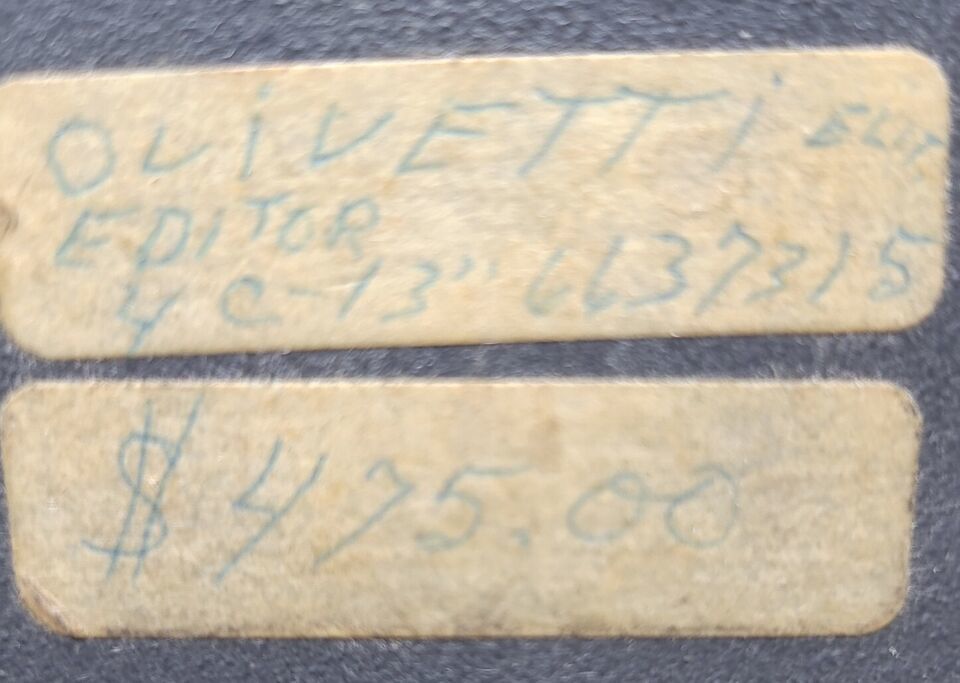 OLiVETTi ELIT
EDITOR
4 C-13" 6637315
$475.00